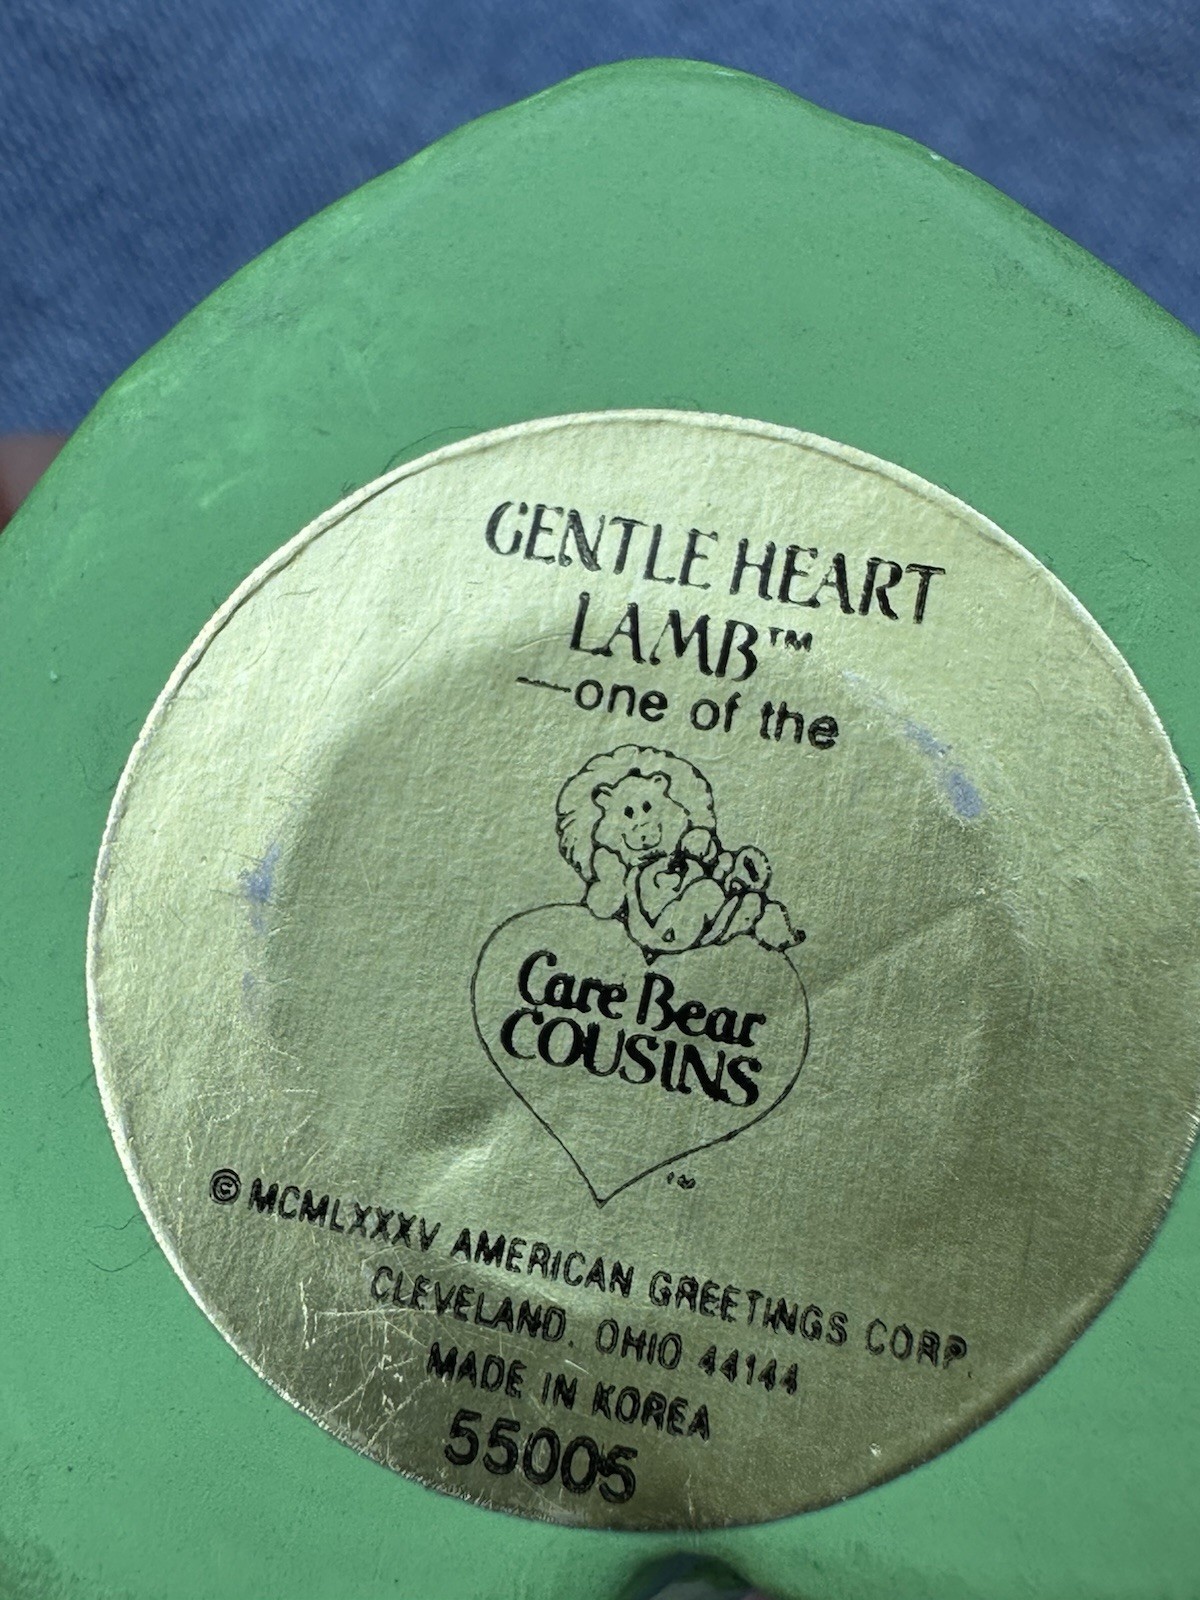 GENTLE HEART
LAMB™
—one of the
Care Bear
COUSINS
™
© MCMLXXXV AMERICAN GREETINGS CORP.
CLEVELAND, OHIO 44144
MADE IN KOREA
55005